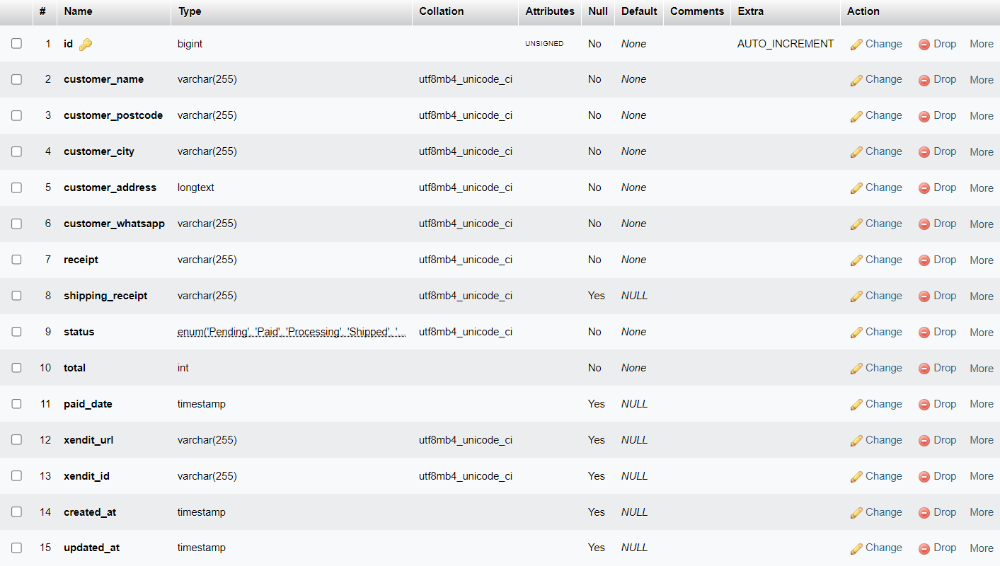 # Name Type Collation Attributes Null Default Comments Extra Action
1 id bigint UNSIGNED No None AUTO_INCREMENT Change Drop More
2 customer_name varchar(255) utf8mb4_unicode_ci No None Change Drop More
3 customer_postcode varchar(255) utf8mb4_unicode_ci No None Change Drop More
4 customer_city varchar(255) utf8mb4_unicode_ci No None Change Drop More
5 customer_address longtext utf8mb4_unicode_ci No None Change Drop More
6 customer_whatsapp varchar(255) utf8mb4_unicode_ci No None Change Drop More
7 receipt varchar(255) utf8mb4_unicode_ci No None Change Drop More
8 shipping_receipt varchar(255) utf8mb4_unicode_ci Yes NULL Change Drop More
9 status enum('Pending', 'Paid', 'Processing', 'Shipped', '... utf8mb4_unicode_ci No None Change Drop More
10 total int No None Change Drop More
11 paid_date timestamp Yes NULL Change Drop More
12 xendit_url varchar(255) utf8mb4_unicode_ci Yes NULL Change Drop More
13 xendit_id varchar(255) utf8mb4_unicode_ci Yes NULL Change Drop More
14 created_at timestamp Yes NULL Change Drop More
15 updated_at timestamp Yes NULL Change Drop More